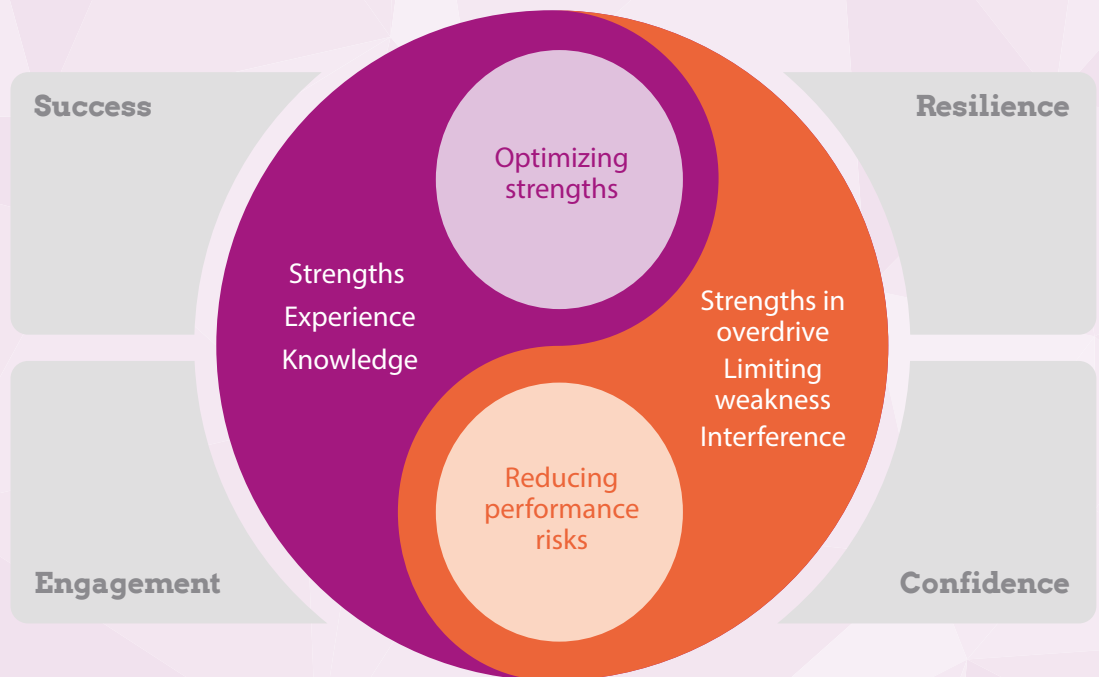 Success
Resilience
Optimizing
strengths
Strengths
Experience
Knowledge
Strengths in
overdrive
Limiting
weakness
Interference
Reducing
performance
risks
Engagement
Confidence